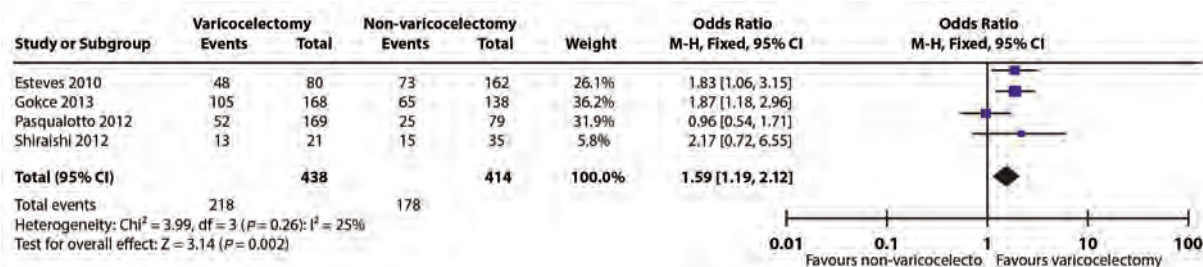 Varicocelectomy Non-varicocelectomy Odds Ratio Odds Ratio
Study or Subgroup Events Total Events Total Weight M-H, Fixed, 95% CI M-H, Fixed, 95% CI
Esteves 2010 48 80 73 162 26.1% 1.83 [1.06, 3.15]
Gokce 2013 105 168 65 138 36.2% 1.87 [1.18, 2.96]
Pasqualotto 2012 52 169 25 79 31.9% 0.96 [0.54, 1.71]
Shiraishi 2012 13 21 15 35 5.8% 2.17 [0.72, 6.55]
Total (95% CI) 438 414 100.0% 1.59 [1.19, 2.12]
Total events 218 178
Heterogeneity: Chi² = 3.99, df = 3 (P = 0.26): I² = 25%
Test for overall effect: Z = 3.14 (P = 0.002)
0.01 0.1 1 10 100
Favours non-varicocelecto Favours varicocelectomy